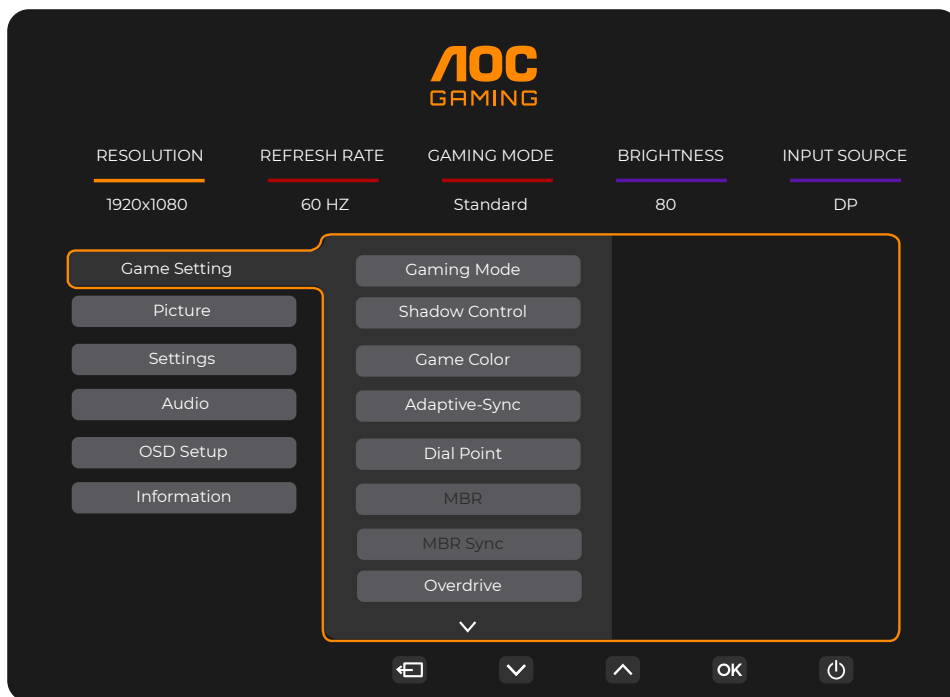 AOC
GAMING
RESOLUTION REFRESH RATE GAMING MODE BRIGHTNESS INPUT SOURCE
1920x1080 60 HZ Standard 80 DP
Game Setting
Picture
Settings
Audio
OSD Setup
Information
Gaming Mode
Shadow Control
Game Color
Adaptive-Sync
Dial Point
MBR
MBR Sync
Overdrive
OK